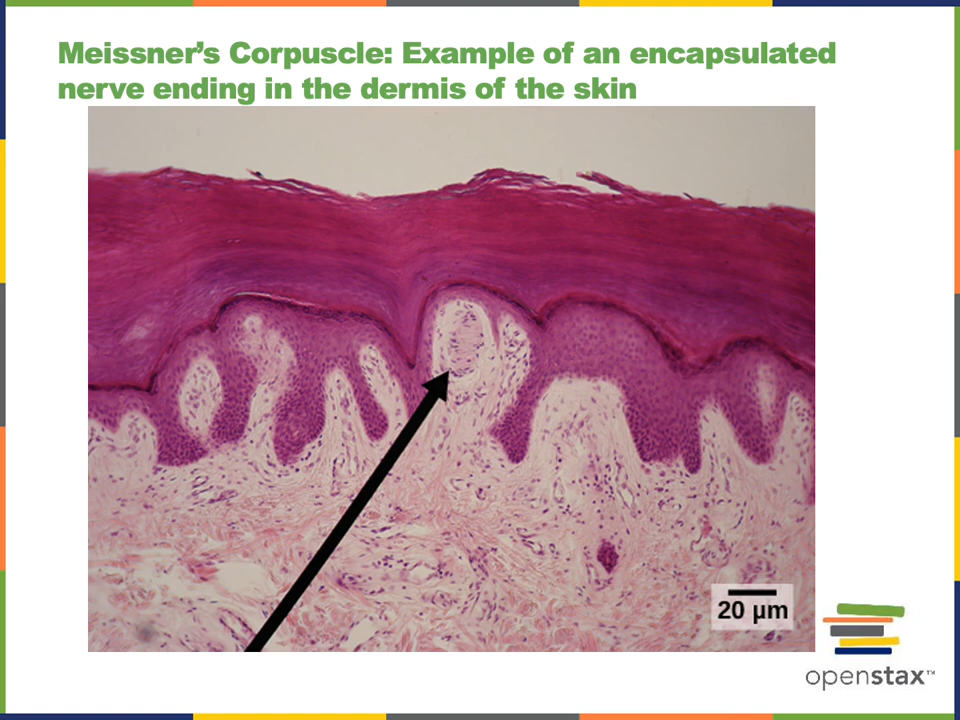 Meissner’s Corpuscle: Example of an encapsulated
nerve ending in the dermis of the skin
20 µm
openstax™